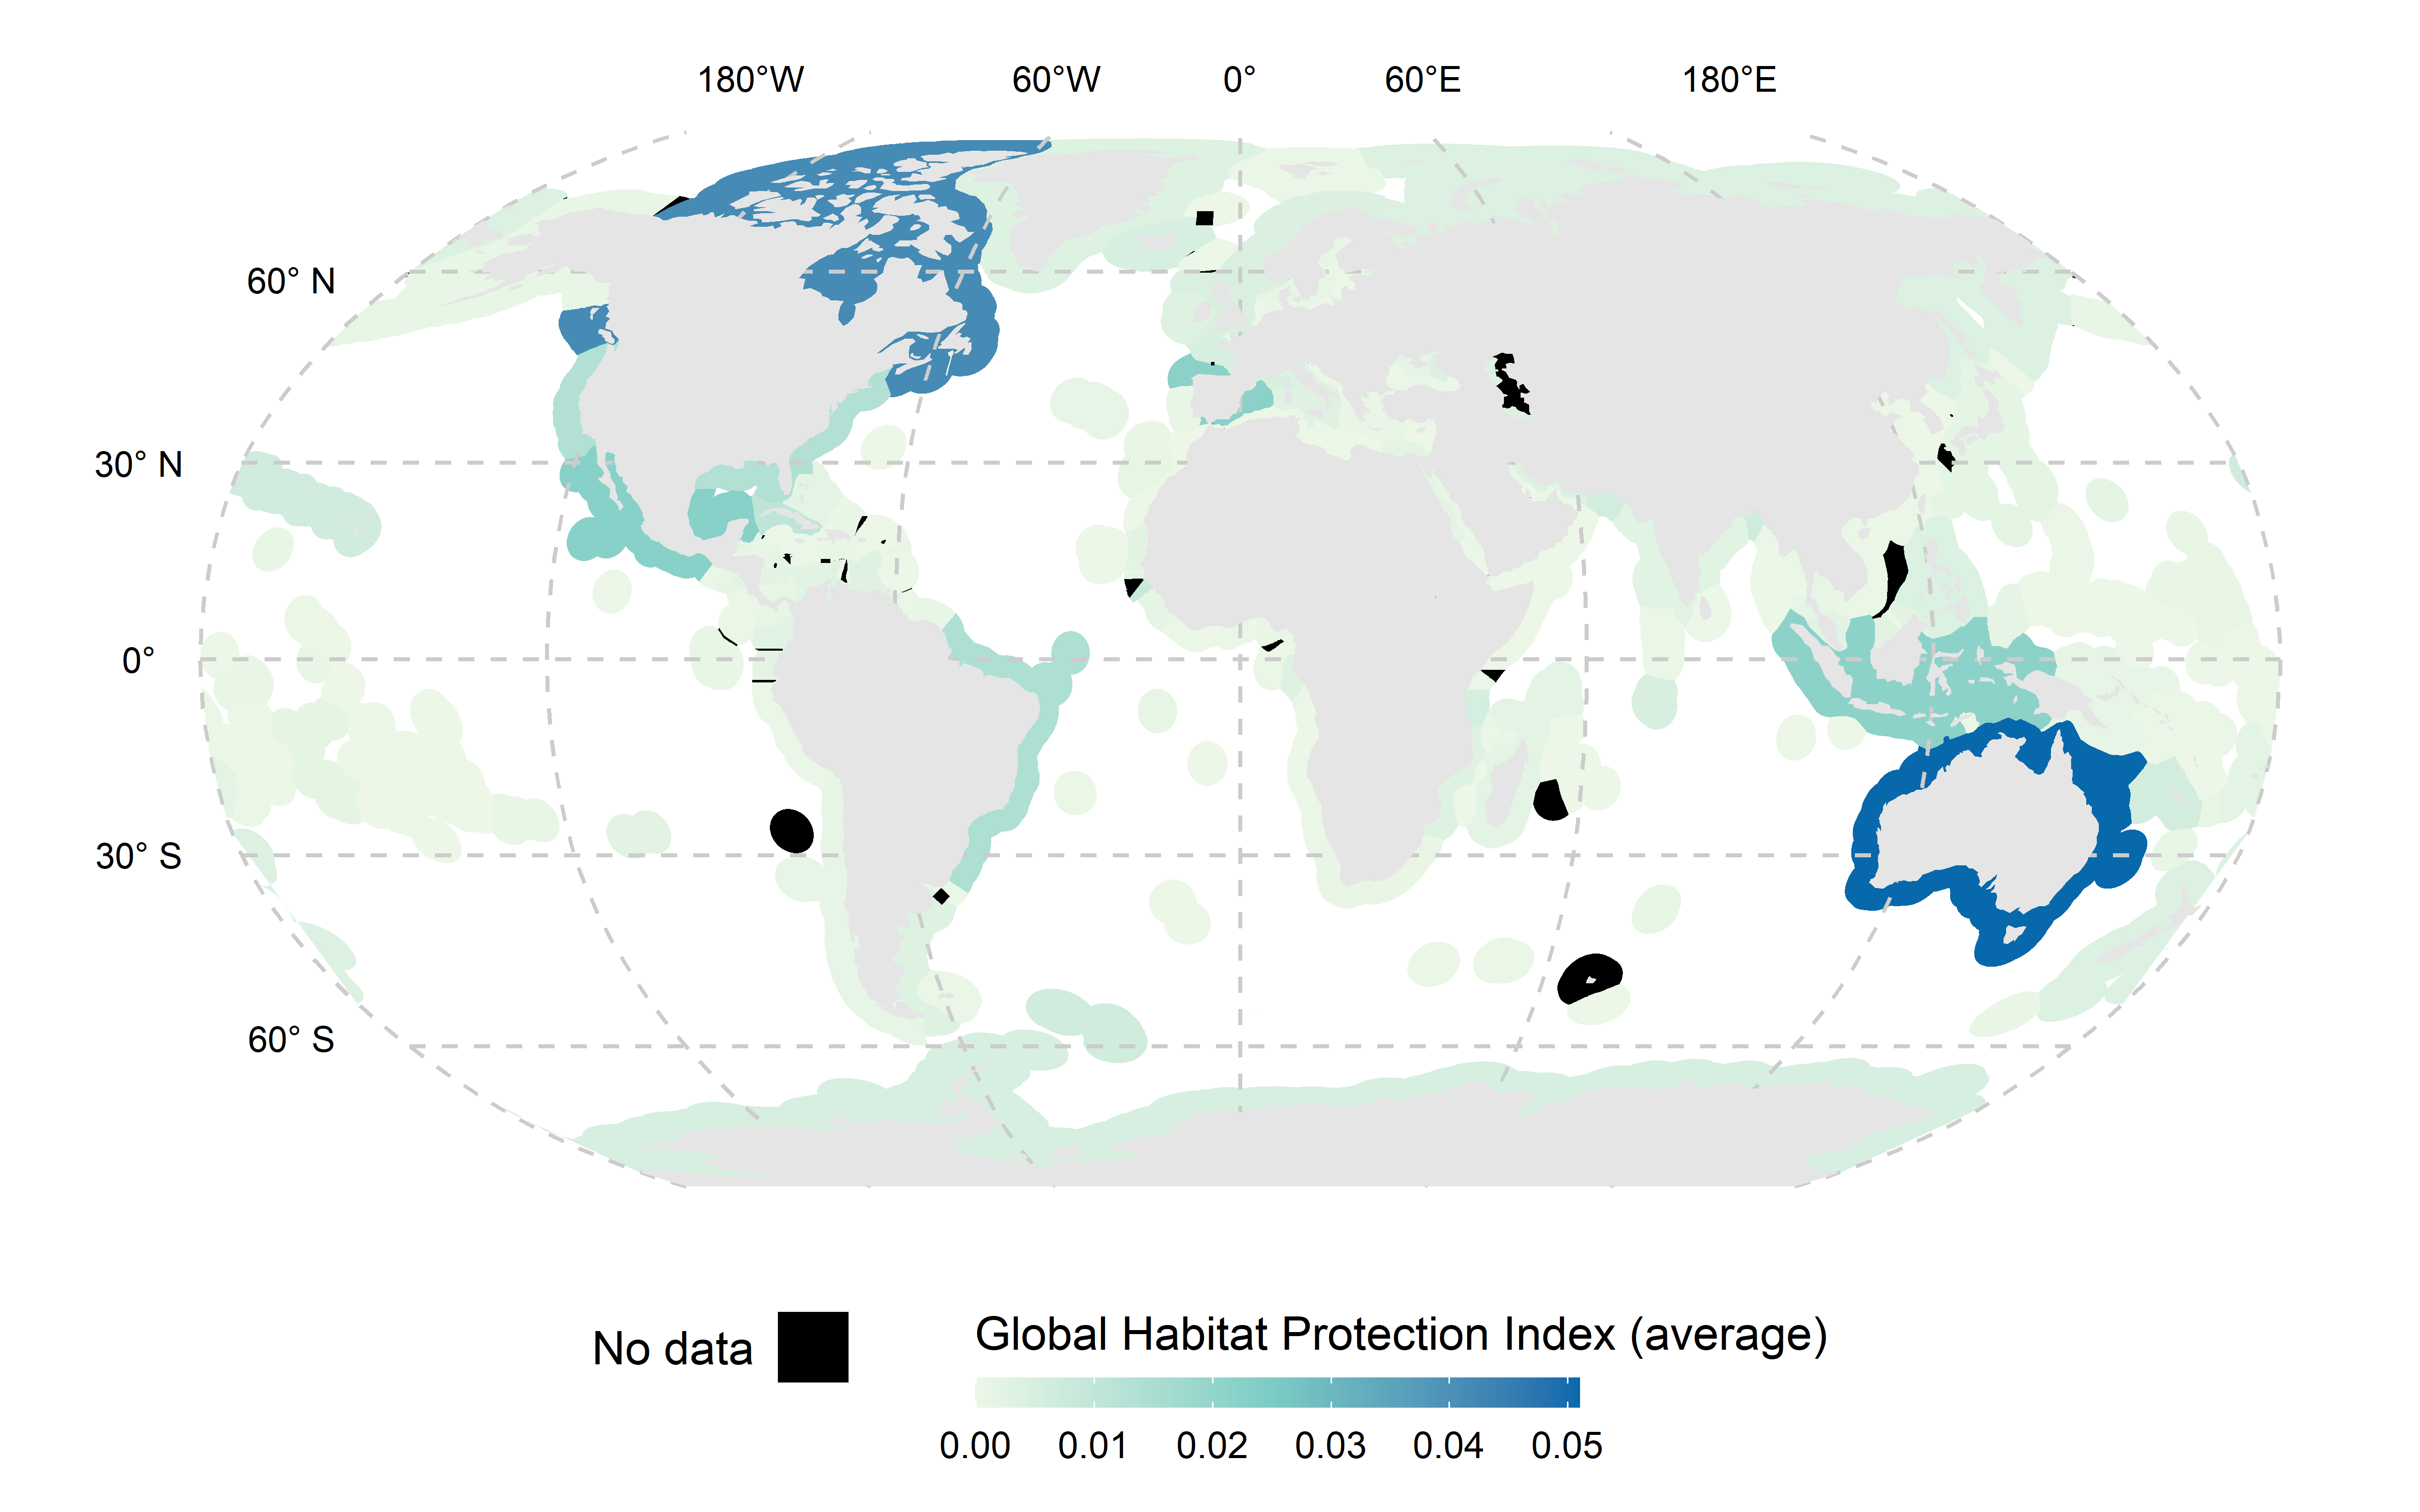 180°W 60°W 0° 60°E 180°E
60° N
30° N
0°
30° S
60° S
No data
Global Habitat Protection Index (average)
0.00 0.01 0.02 0.03 0.04 0.05